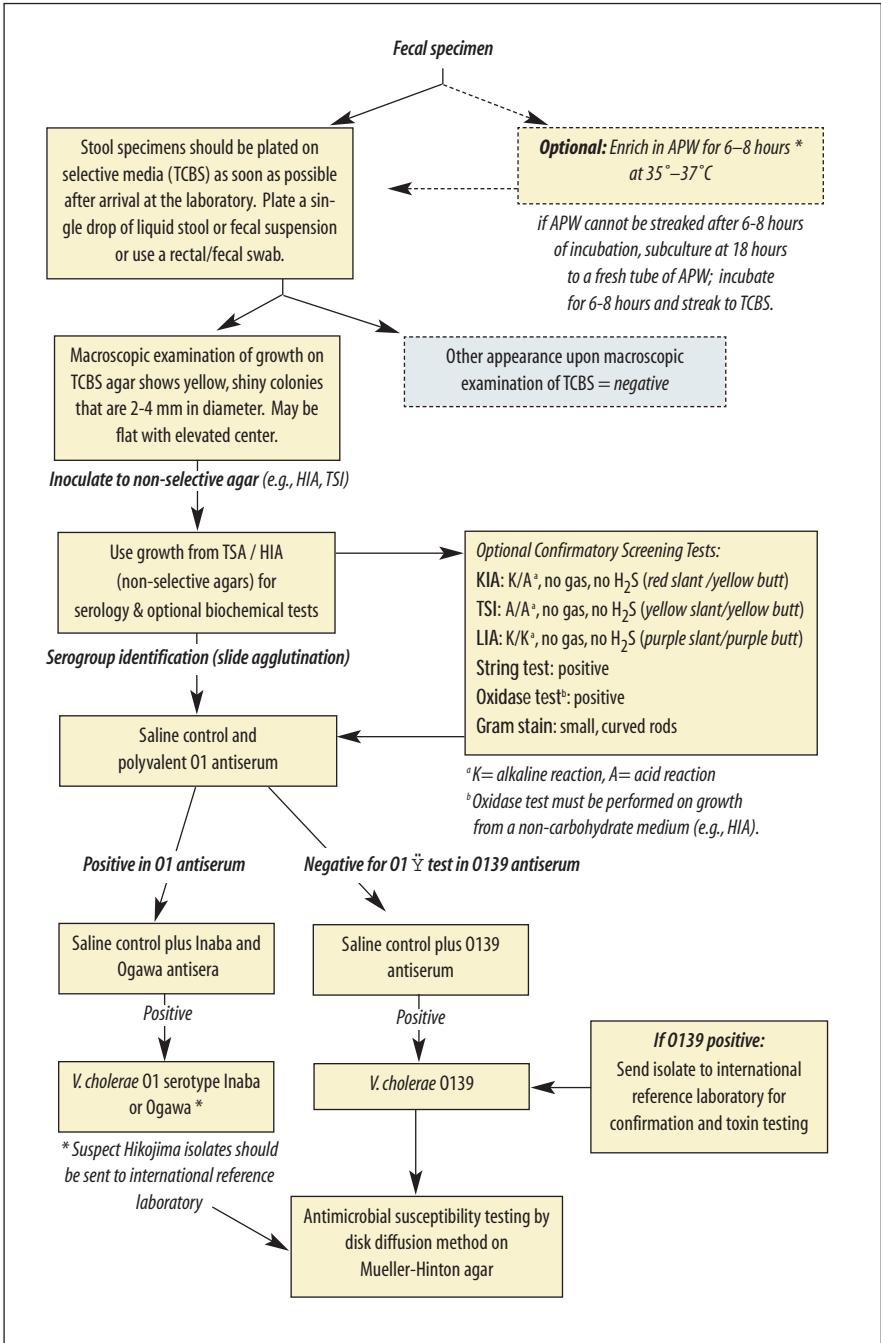 Fecal specimen
Stool specimens should be plated on
selective media (TCBS) as soon as possible
after arrival at the laboratory. Plate a sin-
gle drop of liquid stool or fecal suspension
or use a rectal/fecal swab.
Optional: Enrich in APW for 6–8 hours *
at 35˚–37˚C
if APW cannot be streaked after 6-8 hours
of incubation, subculture at 18 hours
to a fresh tube of APW; incubate
for 6-8 hours and streak to TCBS.
Macroscopic examination of growth on
TCBS agar shows yellow, shiny colonies
that are 2-4 mm in diameter. May be
flat with elevated center.
Other appearance upon macroscopic
examination of TCBS = negative
Inoculate to non-selective agar (e.g., HIA, TSI)
Use growth from TSA / HIA
(non-selective agars) for
serology & optional biochemical tests
Optional Confirmatory Screening Tests:
KIA: K/A ª, no gas, no H₂S (red slant /yellow butt)
TSI: A/A ª, no gas, no H₂S (yellow slant/yellow butt)
LIA: K/K ª, no gas, no H₂S (purple slant/purple butt)
String test: positive
Oxidase testᵇ: positive
Gram stain: small, curved rods
ª K= alkaline reaction, A= acid reaction
ᵇ Oxidase test must be performed on growth
from a non-carbohydrate medium (e.g., HIA).
Serogroup identification (slide agglutination)
Saline control and
polyvalent O1 antiserum
Positive in O1 antiserum
Negative for O1 Ÿ test in O139 antiserum
Saline control plus Inaba and
Ogawa antisera
Saline control plus O139
antiserum
Positive
Positive
V. cholerae O1 serotype Inaba
or Ogawa *
V. cholerae O139
If O139 positive:
Send isolate to international
reference laboratory for
confirmation and toxin testing
* Suspect Hikojima isolates should
be sent to international reference
laboratory
Antimicrobial susceptibility testing by
disk diffusion method on
Mueller-Hinton agar